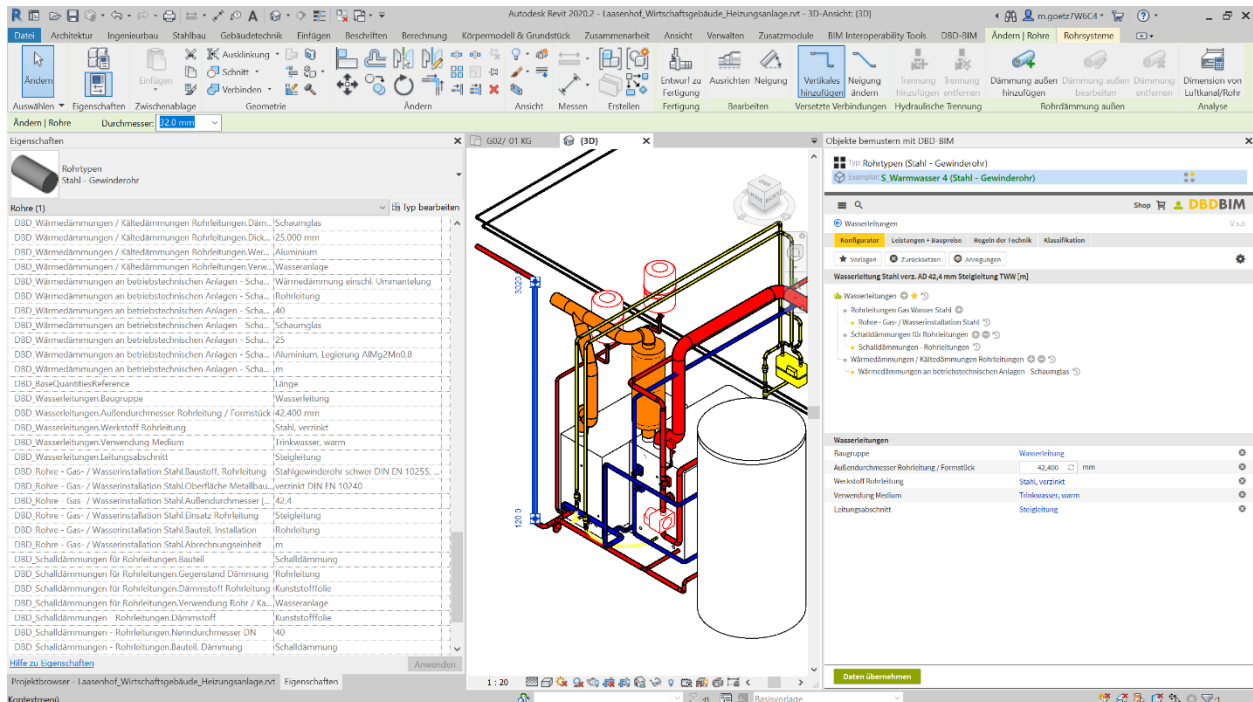 Autodesk Revit 2020.2 - Laasenhof_Wirtschaftsgebäude_Heizungsanlage.rvt - 3D-Ansicht: {3D}
m.goetz7W6C4
Datei Architektur Ingenieurbau Stahlbau Gebäudetechnik Einfügen Beschriften Berechnung Körpermodell & Grundstück Zusammenarbeit Ansicht Verwalten Zusatzmodule BIM Interoperability Tools DBD-BIM Ändern | Rohre Rohrsysteme
Ändern Einfügen Ausklinkung Schnitt Verbinden
Entwurf zu Fertigung Ausrichten Neigung Vertikales hinzufügen Neigung ändern Trennung hinzufügen Trennung entfernen Dämmung außen hinzufügen Dämmung außen bearbeiten Dämmung entfernen Dimension von Luftkanal/Rohr
Auswählen Eigenschaften Zwischenablage Geometrie Ändern Ansicht Messen Erstellen Fertigung Bearbeiten Versetzte Verbindungen Hydraulische Trennung Rohrdämmung außen Analyse
Ändern | Rohre Durchmesser: 32.0 mm
Eigenschaften
Rohrtypen
Stahl - Gewinderohr
Rohre (1) Typ bearbeiten
DBD_Wärmedämmungen / Kältedämmungen Rohrleitungen.Däm... Schaumglas
DBD_Wärmedämmungen / Kältedämmungen Rohrleitungen.Dick... 25,000 mm
DBD_Wärmedämmungen / Kältedämmungen Rohrleitungen.Wer... Aluminium
DBD_Wärmedämmungen / Kältedämmungen Rohrleitungen.Verw... Wasseranlage
DBD_Wärmedämmungen an betriebstechnischen Anlagen - Scha... Wärmedämmung einschl. Ummantelung
DBD_Wärmedämmungen an betriebstechnischen Anlagen - Scha... Rohrleitung
DBD_Wärmedämmungen an betriebstechnischen Anlagen - Scha... 40
DBD_Wärmedämmungen an betriebstechnischen Anlagen - Scha... Schaumglas
DBD_Wärmedämmungen an betriebstechnischen Anlagen - Scha... 25
DBD_Wärmedämmungen an betriebstechnischen Anlagen - Scha... Aluminium, Legierung AlMg2Mn0,8
DBD_Wärmedämmungen an betriebstechnischen Anlagen - Scha... m
DBD_BaseQuantitiesReference Länge
DBD_Wasserleitungen.Baugruppe Wasserleitung
DBD_Wasserleitungen.Außendurchmesser Rohrleitung / Formstück 42,400 mm
DBD_Wasserleitungen.Werkstoff Rohrleitung Stahl, verzinkt
DBD_Wasserleitungen.Verwendung Medium Trinkwasser, warm
DBD_Wasserleitungen.Leitungsabschnitt Steigleitung
DBD_Rohre - Gas- / Wasserinstallation Stahl.Baustoff, Rohrleitung Stahlgewinderohr schwer DIN EN 10255, ...
DBD_Rohre - Gas- / Wasserinstallation Stahl.Oberfläche Metallbau... verzinkt DIN EN 10240
DBD_Rohre - Gas- / Wasserinstallation Stahl.Außendurchmesser [... 42.4
DBD_Rohre - Gas- / Wasserinstallation Stahl.Einsatz Rohrleitung Steigleitung
DBD_Rohre - Gas- / Wasserinstallation Stahl.Bauteil, Installation Rohrleitung
DBD_Rohre - Gas- / Wasserinstallation Stahl.Abrechnungseinheit m
DBD_Schalldämmungen für Rohrleitungen.Bauteil Schalldämmung
DBD_Schalldämmungen für Rohrleitungen.Gegenstand Dämmung Rohrleitung
DBD_Schalldämmungen für Rohrleitungen.Dämmstoff Rohrleitung Kunststofffolie
DBD_Schalldämmungen für Rohrleitungen.Verwendung Rohr / Ka... Wasseranlage
DBD_Schalldämmungen - Rohrleitungen.Dämmstoff Kunststofffolie
DBD_Schalldämmungen - Rohrleitungen.Nenndurchmesser DN 40
DBD_Schalldämmungen - Rohrleitungen.Bauteil, Dämmung Schalldämmung
Hilfe zu Eigenschaften Anwenden
Projektbrowser - Laasenhof_Wirtschaftsgebäude_Heizungsanlage.rvt Eigenschaften
Kontextmenü
G02/-01 KG {3D}
302.0
120.0
1 : 20
Basisvorlage
Objekte bemustern mit DBD-BIM
Typ: Rohrtypen (Stahl - Gewinderohr)
Exemplar: S_Warmwasser 4 (Stahl - Gewinderohr)
Shop DBDBIM
Wasserleitungen V 5.0
Konfigurator Leistungen + Baupreise Regeln der Technik Klassifikation
Vorlagen Zurücksetzen Anregungen
Wasserleitung Stahl verz. AD 42,4 mm Steigleitung TWW [m]
Wasserleitungen
Rohrleitungen Gas Wasser Stahl
Rohre - Gas- / Wasserinstallation Stahl
Schalldämmungen für Rohrleitungen
Schalldämmungen - Rohrleitungen
Wärmedämmungen / Kältedämmungen Rohrleitungen
Wärmedämmungen an betriebstechnischen Anlagen - Schaumglas
Wasserleitungen
Baugruppe Wasserleitung
Außendurchmesser Rohrleitung / Formstück 42,400 mm
Werkstoff Rohrleitung Stahl, verzinkt
Verwendung Medium Trinkwasser, warm
Leitungsabschnitt Steigleitung
Daten übernehmen